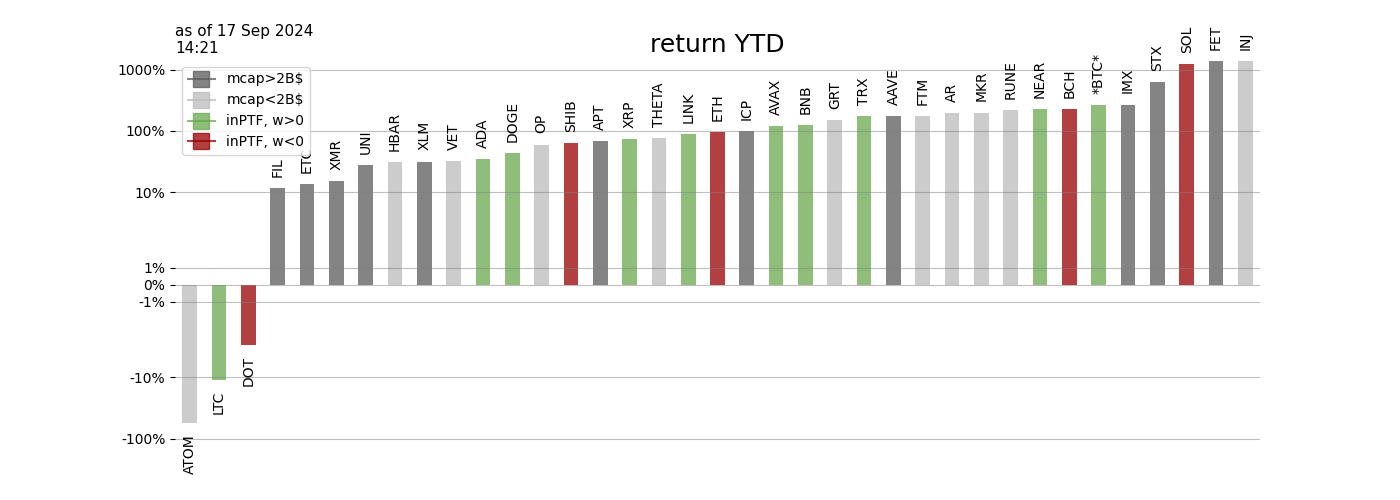 as of 17 Sep 2024
14:21
return YTD
mcap>2B$
mcap<2B$
inPTF, w>0
inPTF, w<0
1000%
100%
10%
1%
0%
-1%
-10%
-100%
ATOM
LTC
DOT
FIL
ETC
XMR
UNI
HBAR
XLM
VET
ADA
DOGE
OP
SHIB
APT
XRP
THETA
LINK
ETH
ICP
AVAX
BNB
GRT
TRX
AAVE
FTM
AR
MKR
RUNE
NEAR
BCH
*BTC*
IMX
STX
SOL
FET
INJ